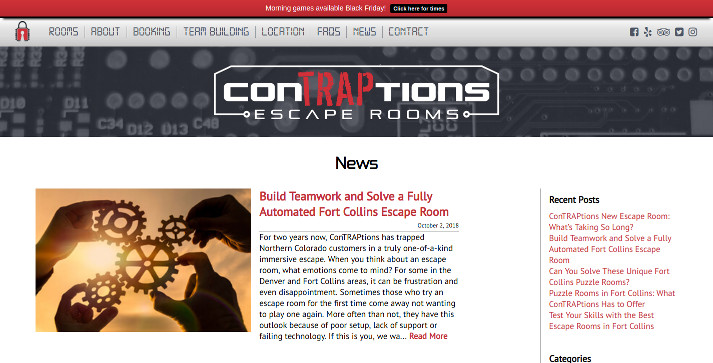 Morning games available Black Friday! Click here for times
ROOMS ABOUT BOOKING TEAM BUILDING LOCATION FAQS NEWS CONTACT
conTRAPtions
ESCAPE ROOMS
C34 D12 D13 C48
News
Build Teamwork and Solve a Fully
Automated Fort Collins Escape Room
October 2, 2018
For two years now, ConTRAPtions has trapped
Northern Colorado customers in a truly one-of-a-kind
immersive escape. When you think about an escape
room, what emotions come to mind? For some in the
Denver and Fort Collins areas, it can be frustration and
even disappointment. Sometimes those who try an
escape room for the first time come away not wanting
to play one again. More often than not, they have this
outlook because of poor setup, lack of support or
failing technology. If this is you, we wa... Read More
Recent Posts
ConTRAPtions New Escape Room:
What's Taking So Long?
Build Teamwork and Solve a Fully
Automated Fort Collins Escape
Room
Can You Solve These Unique Fort
Collins Puzzle Rooms?
Puzzle Rooms in Fort Collins: What
ConTRAPtions Has to Offer
Test Your Skills with the Best
Escape Rooms in Fort Collins
Categories